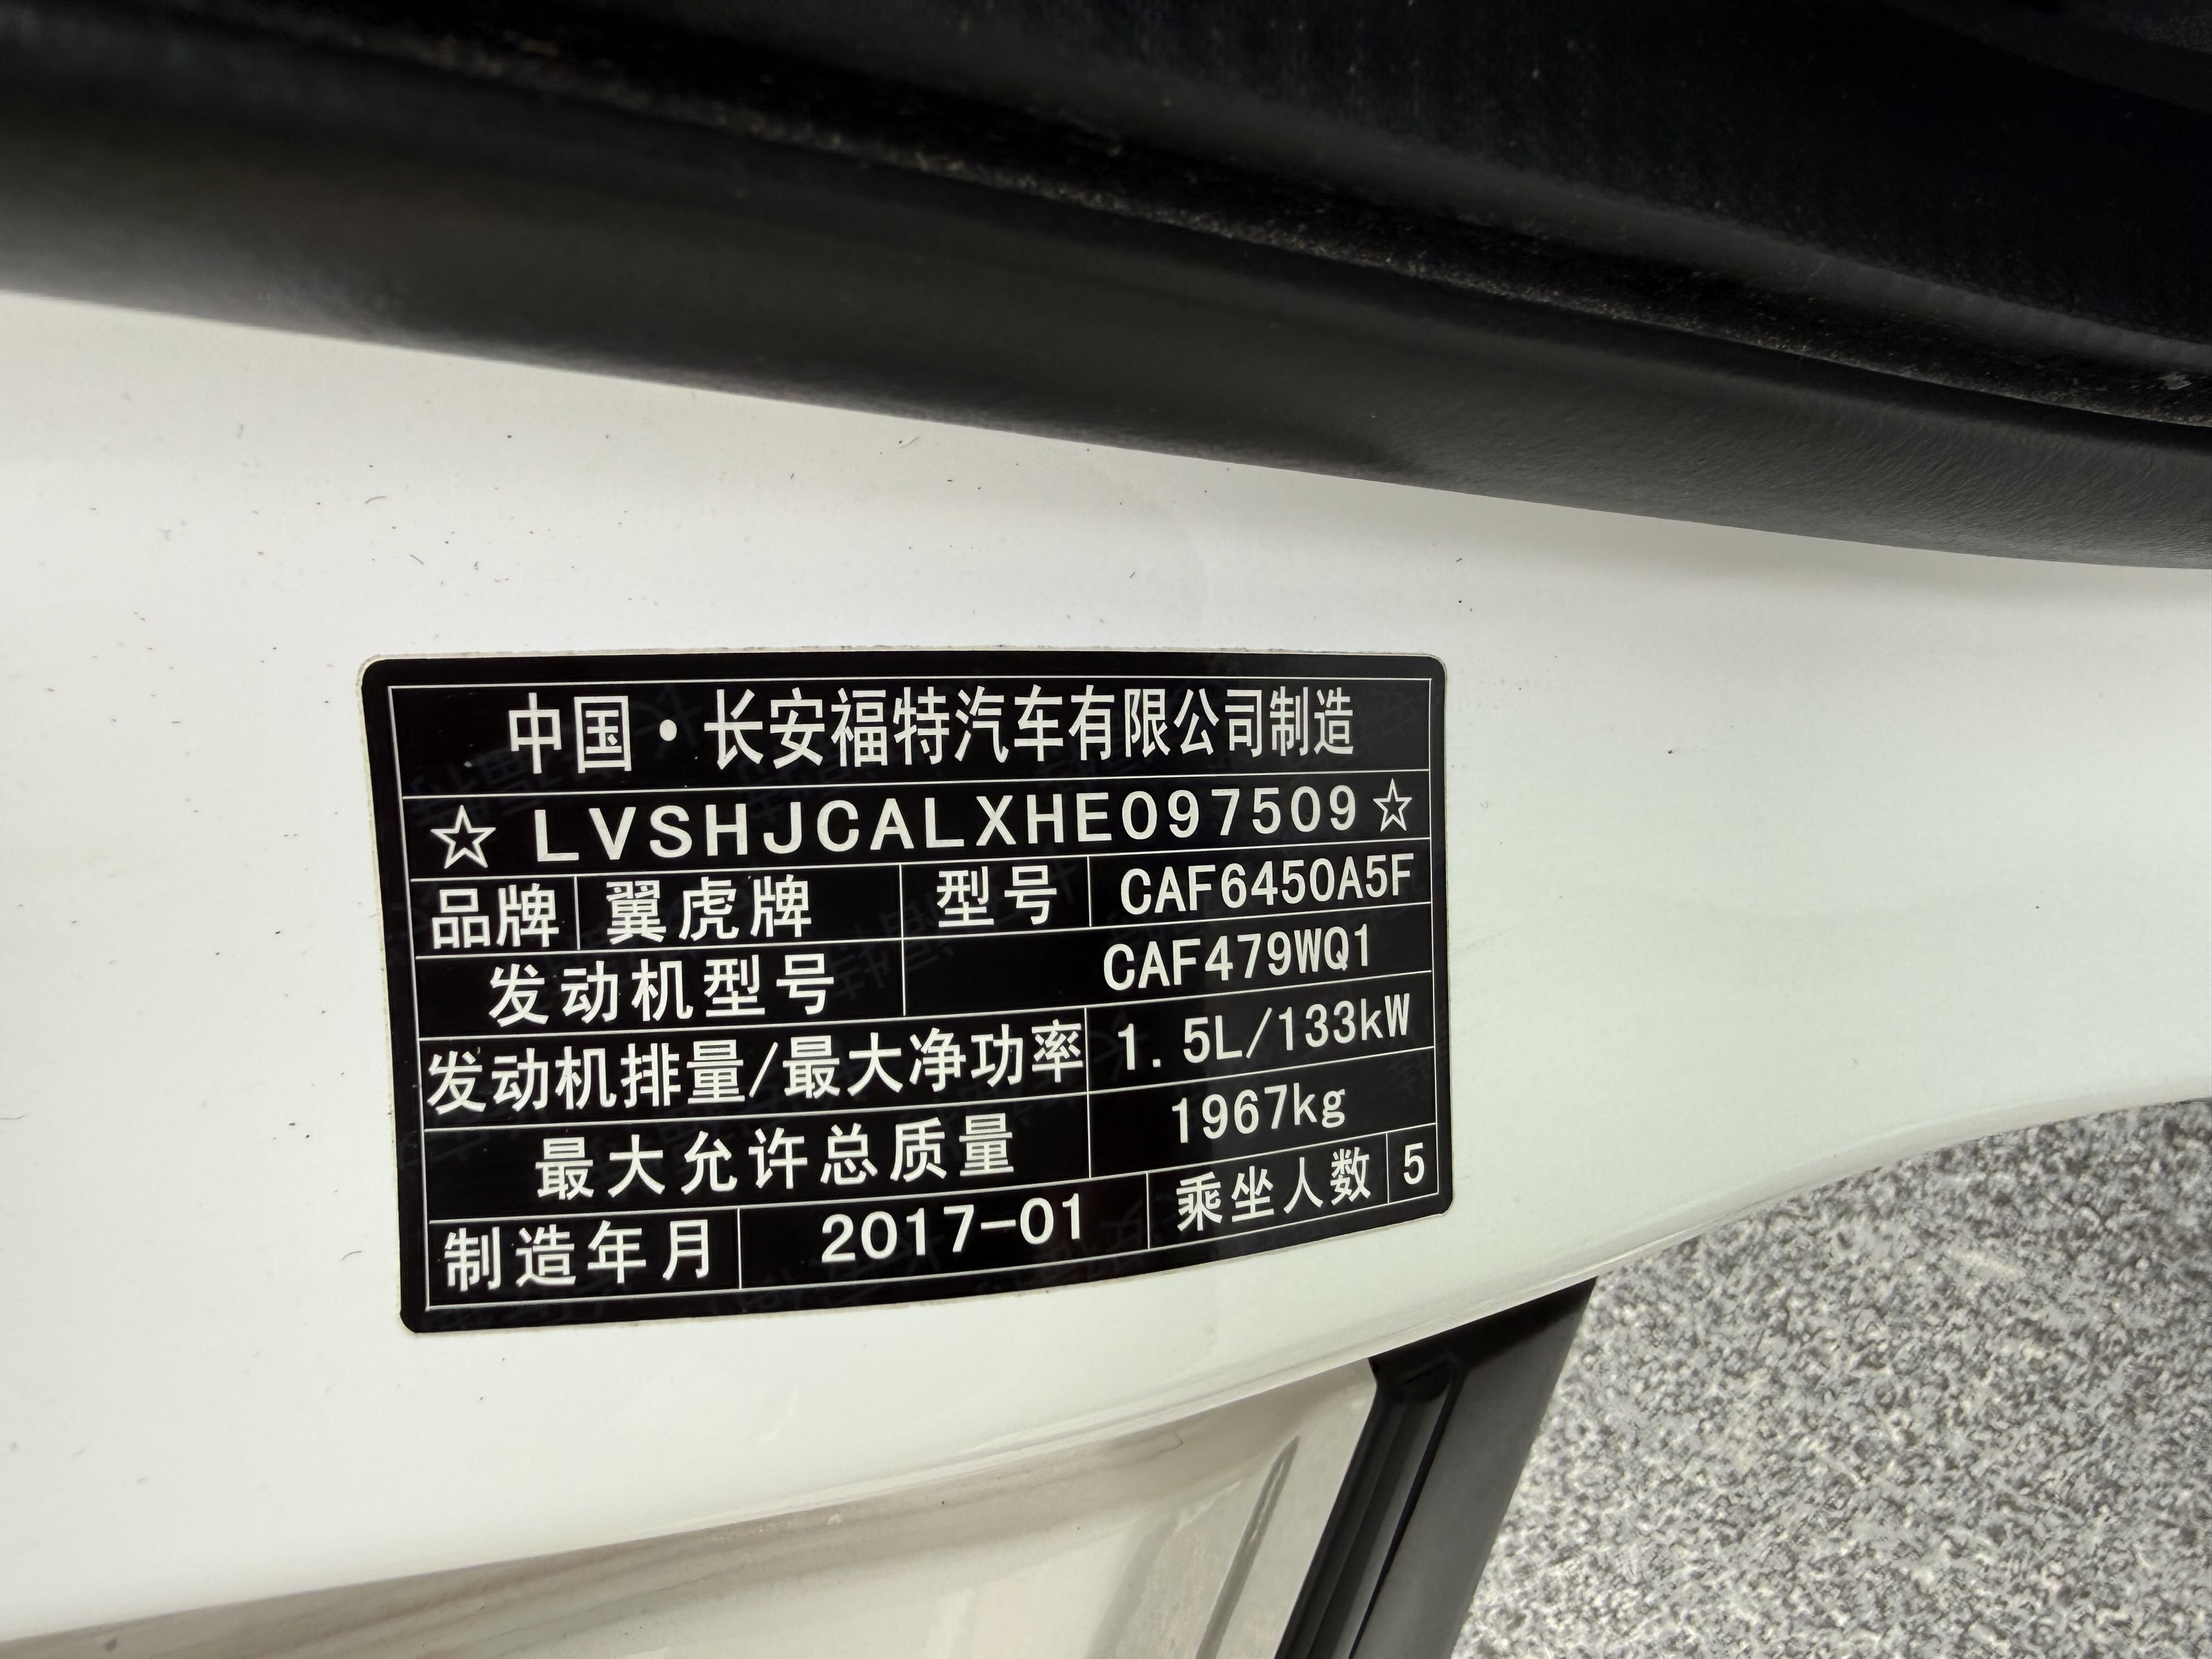 中国·长安福特汽车有限公司制造
☆LVSHJCALXHE097509☆
品牌 翼虎牌 型号 CAF6450A5F
发动机型号 CAF479WQ1
发动机排量/最大净功率 1.5L/133kW
最大允许总质量 1967kg
制造年月 2017-01 乘坐人数 5